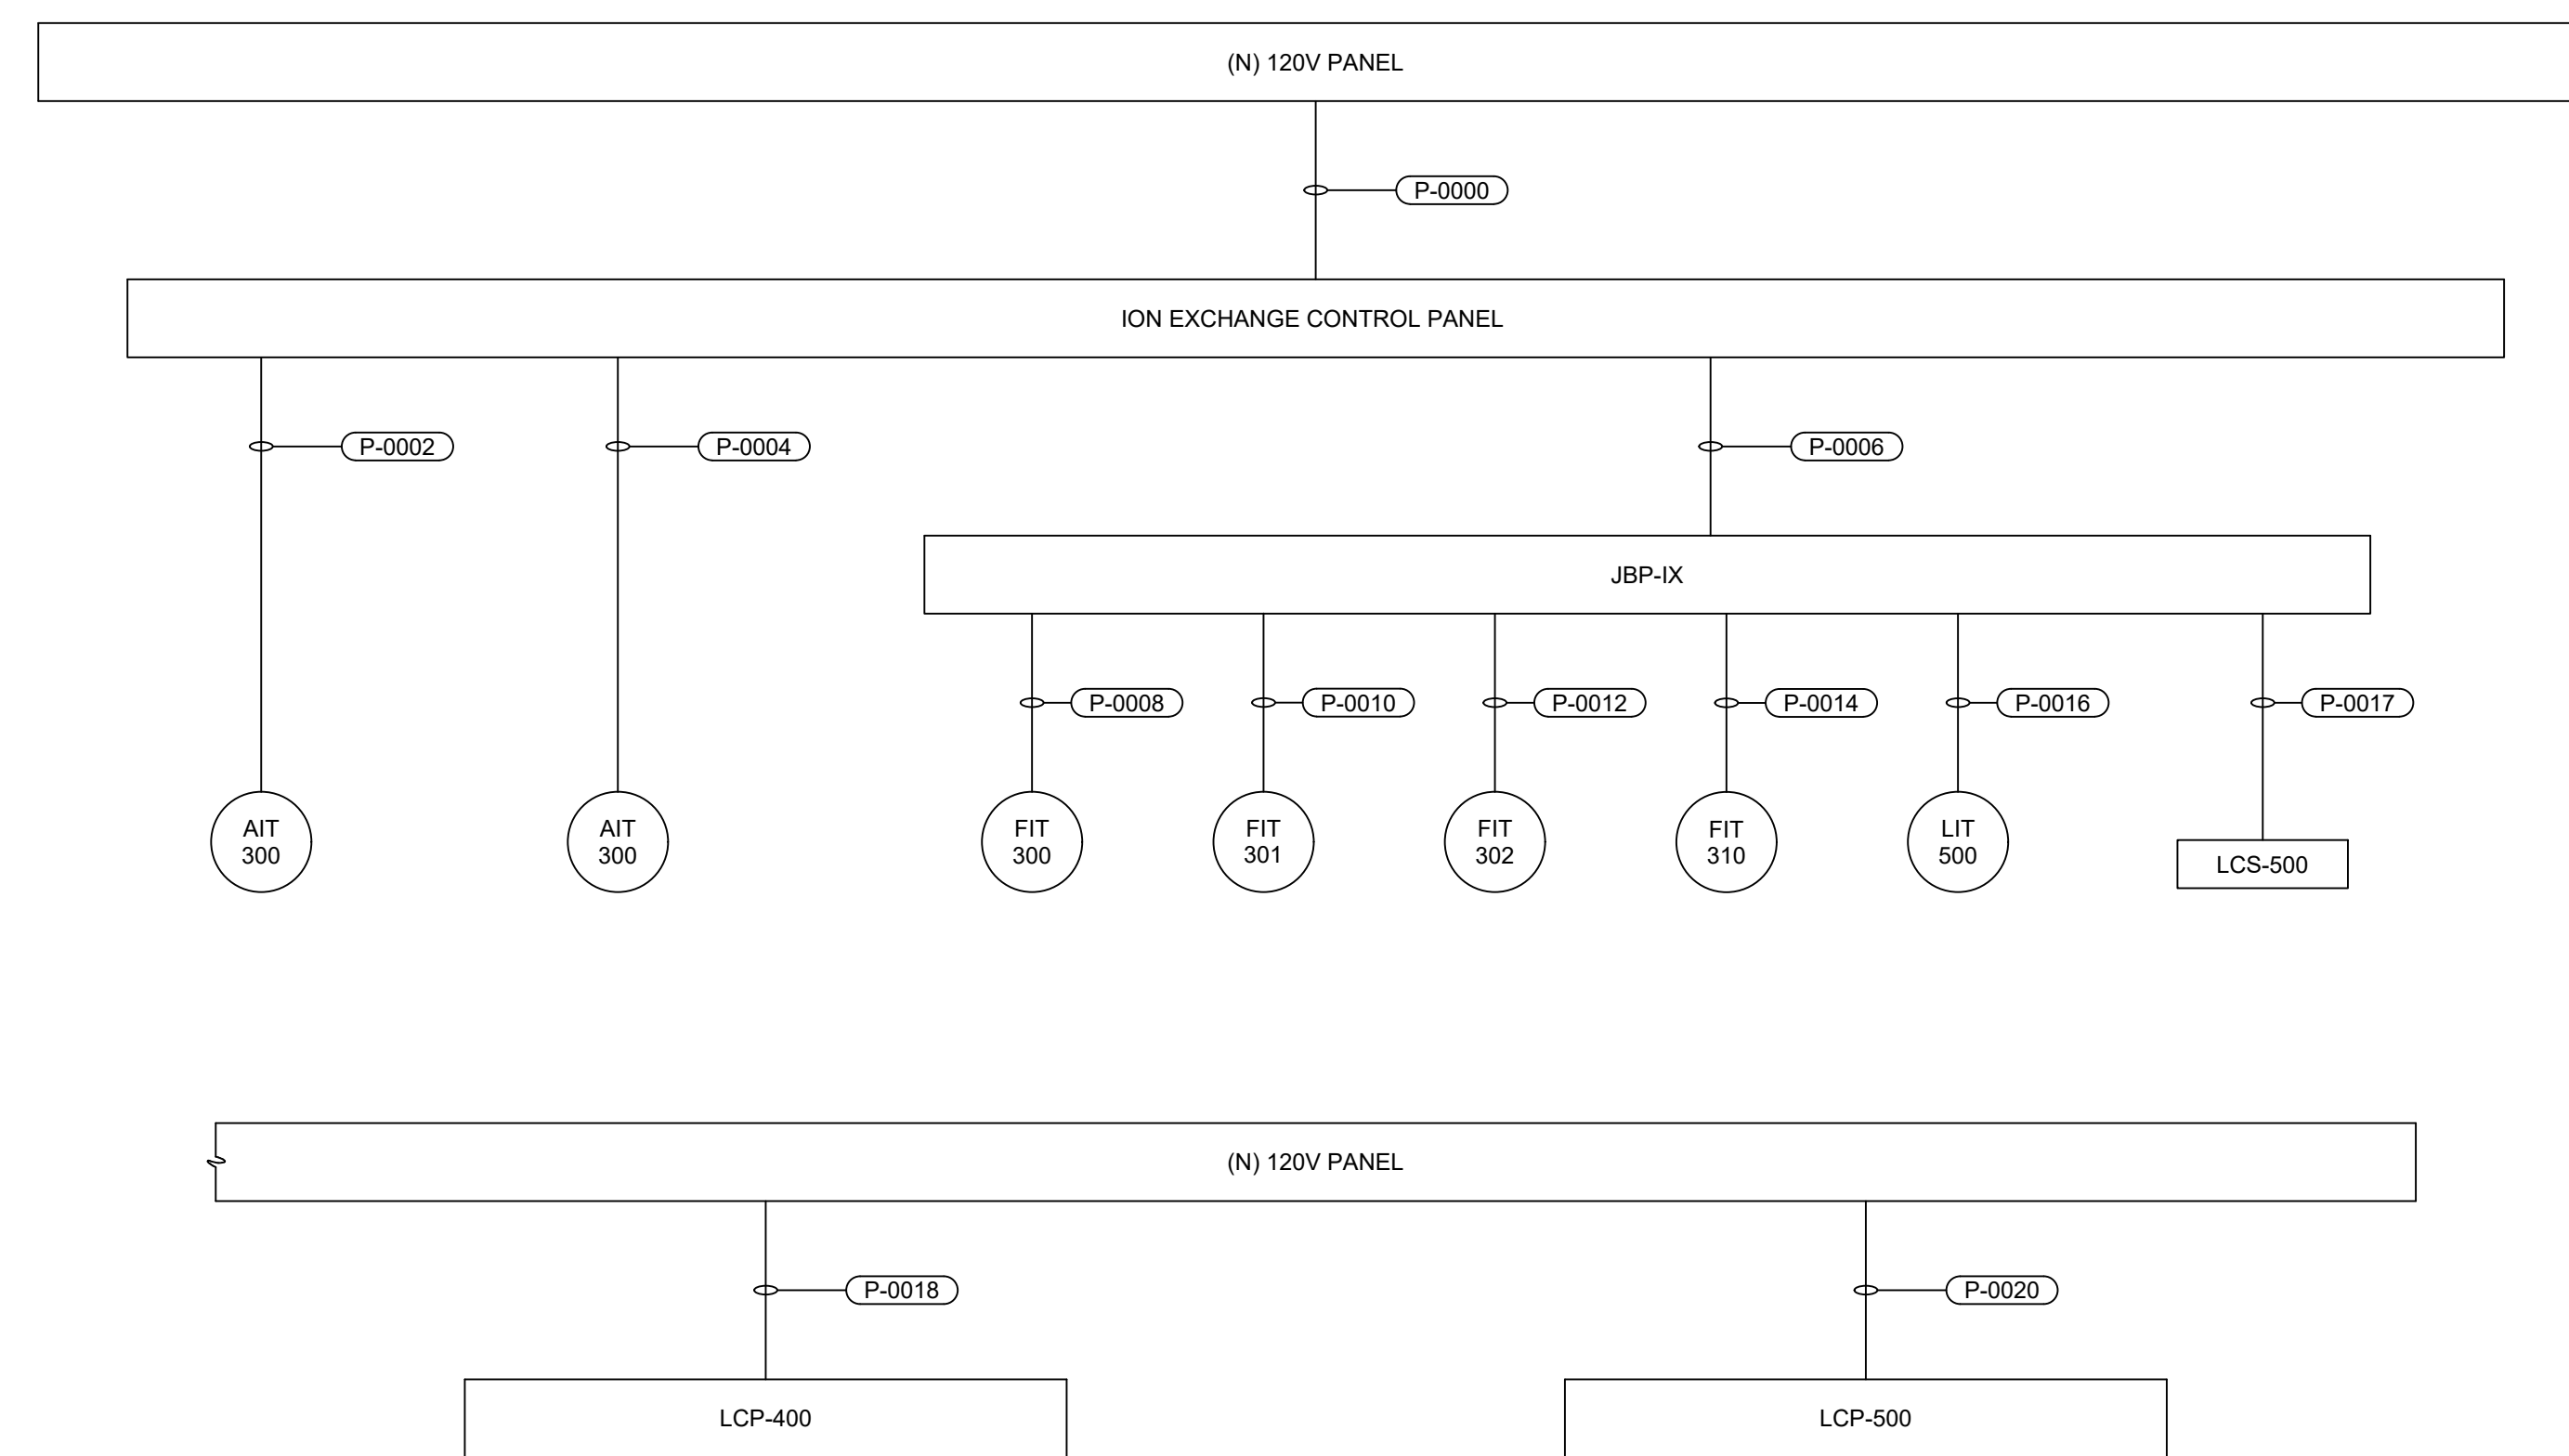 (N) 120V PANEL
P-0000
ION EXCHANGE CONTROL PANEL
P-0002
P-0004
P-0006
JBP-IX
P-0008
P-0010
P-0012
P-0014
P-0016
P-0017
AIT
300
AIT
300
FIT
300
FIT
301
FIT
302
FIT
310
LIT
500
LCS-500
(N) 120V PANEL
P-0018
P-0020
LCP-400
LCP-500